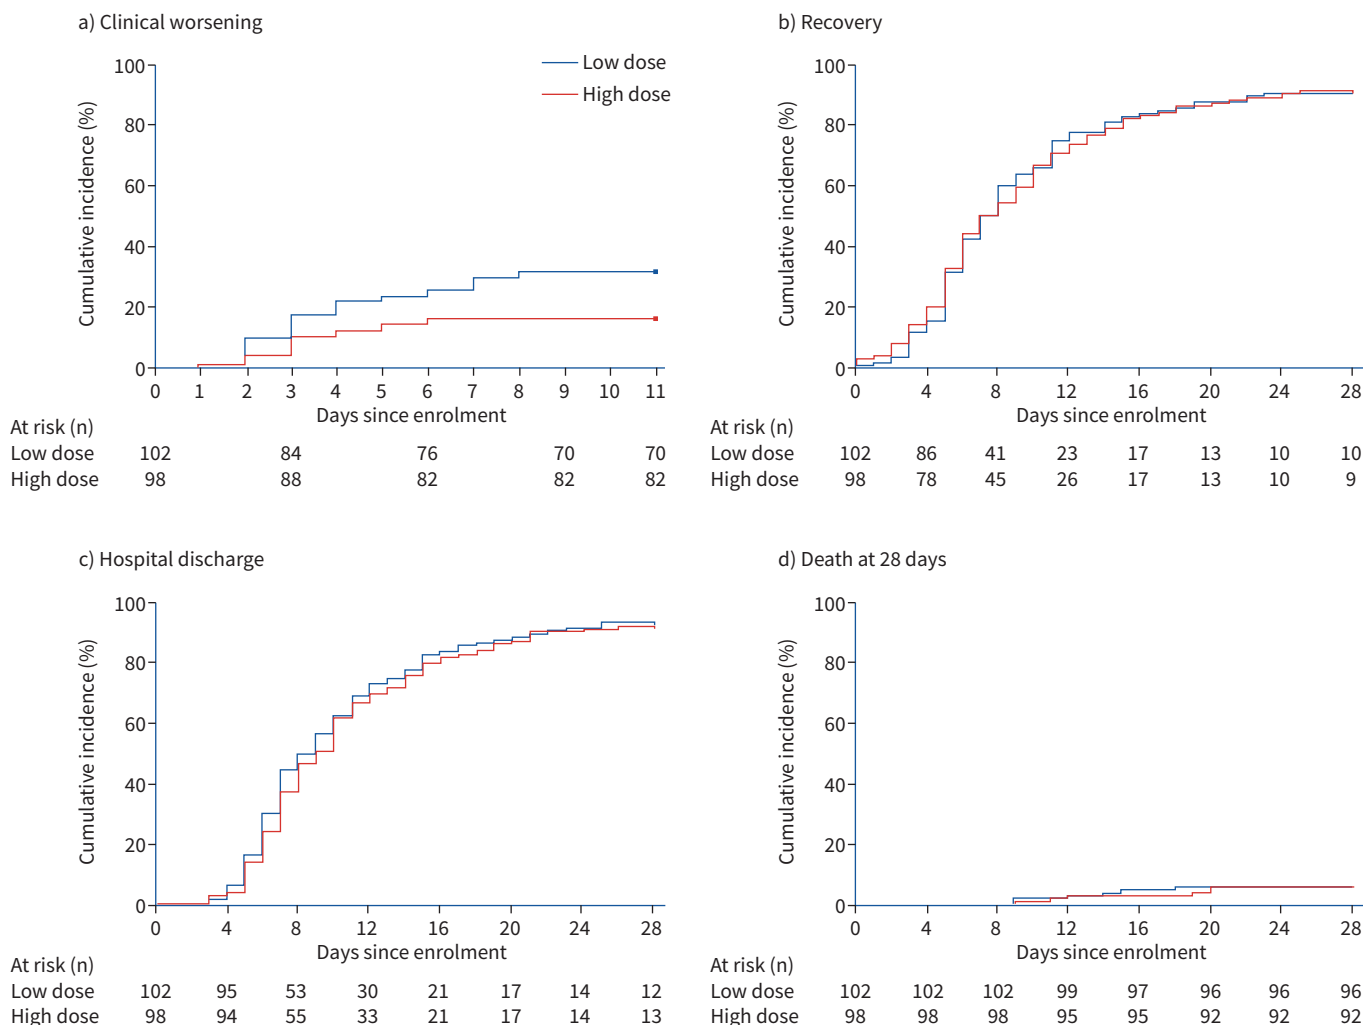 a) Clinical worsening
Low dose
High dose
Cumulative incidence (%)
100
80
60
40
20
0
0 1 2 3 4 5 6 7 8 9 10 11
Days since enrolment
At risk (n)
Low dose 102 84 76 70 70
High dose 98 88 82 82 82
b) Recovery
Cumulative incidence (%)
100
80
60
40
20
0
0 4 8 12 16 20 24 28
Days since enrolment
At risk (n)
Low dose 102 86 41 23 17 13 10 10
High dose 98 78 45 26 17 13 10 9
c) Hospital discharge
Cumulative incidence (%)
100
80
60
40
20
0
0 4 8 12 16 20 24 28
Days since enrolment
At risk (n)
Low dose 102 95 53 30 21 17 14 12
High dose 98 94 55 33 21 17 14 13
d) Death at 28 days
Cumulative incidence (%)
100
80
60
40
20
0
0 4 8 12 16 20 24 28
Days since enrolment
At risk (n)
Low dose 102 102 102 99 97 96 96 96
High dose 98 98 98 95 95 92 92 92